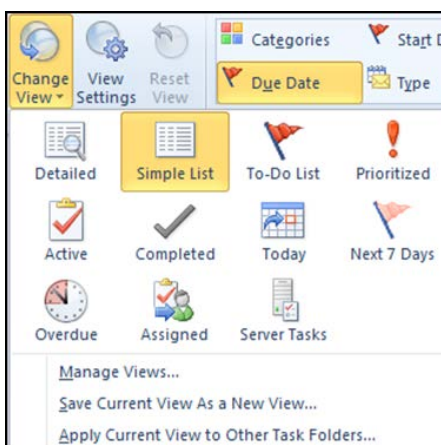 Change View
View Settings
Reset View
Categories
Start D
Due Date
Type
Detailed
Simple List
To-Do List
Prioritized
Active
Completed
Today
Next 7 Days
Overdue
Assigned
Server Tasks
Manage Views...
Save Current View As a New View...
Apply Current View to Other Task Folders...